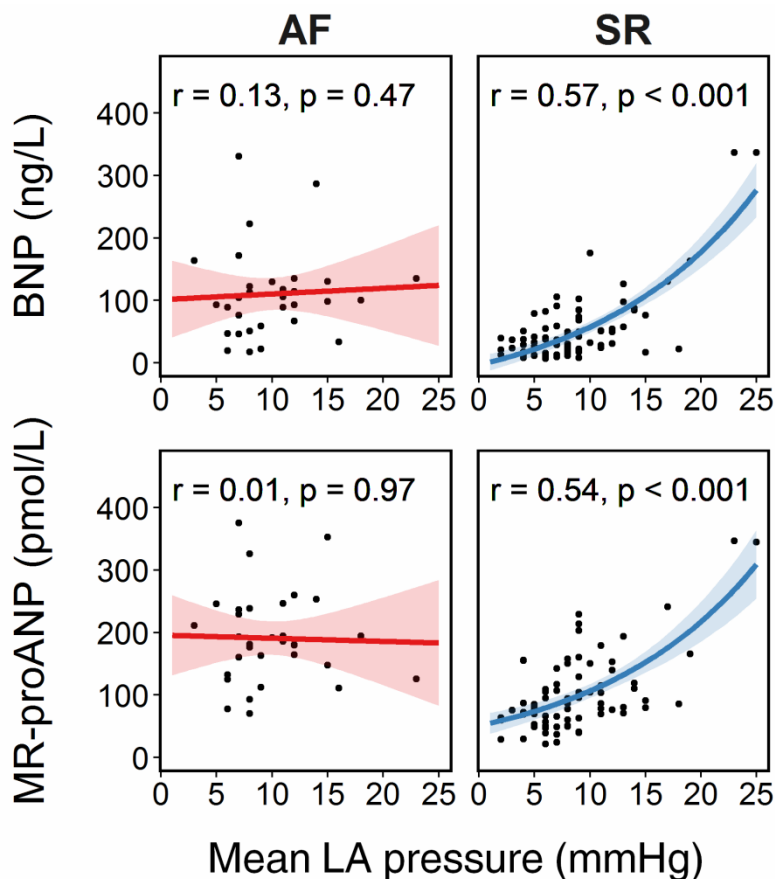 AF SR
r = 0.13, p = 0.47 r = 0.57, p < 0.001
BNP (ng/L)
400
300
200
100
0
0 5 10 15 20 25 0 5 10 15 20 25
r = 0.01, p = 0.97 r = 0.54, p < 0.001
MR-proANP (pmol/L)
400
300
200
100
0
0 5 10 15 20 25 0 5 10 15 20 25
Mean LA pressure (mmHg)